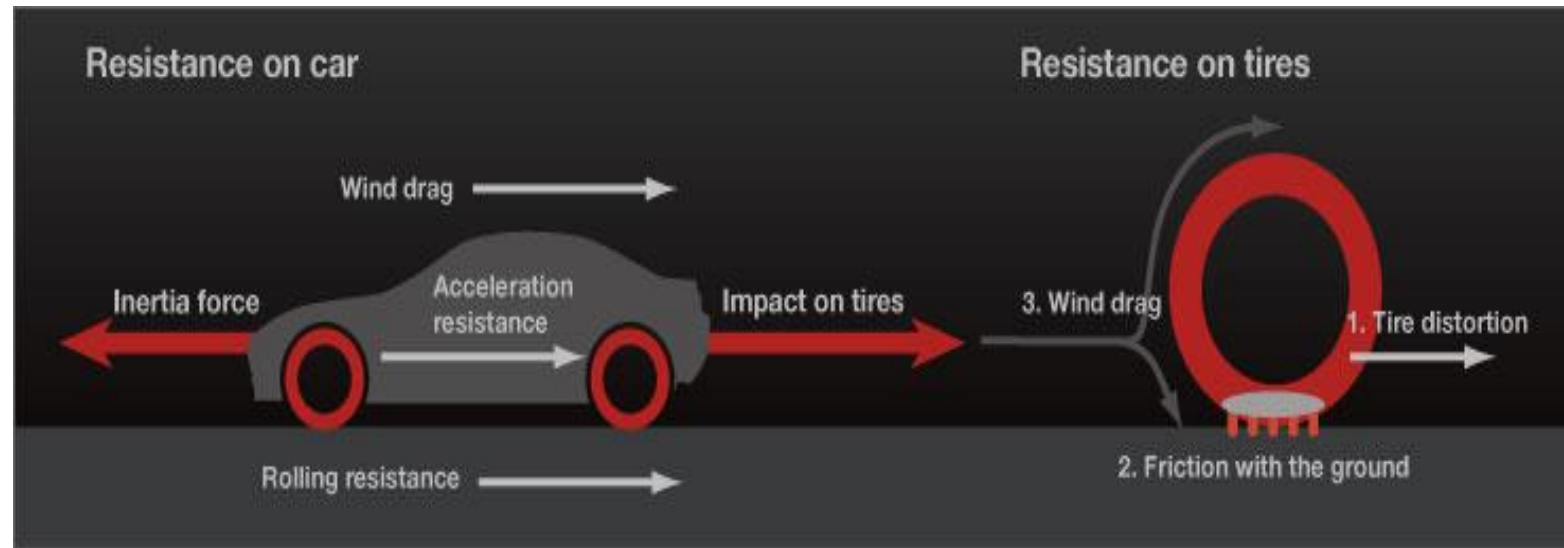 Resistance on car
Wind drag
Inertia force
Acceleration
resistance
Impact on tires
Rolling resistance
Resistance on tires
3. Wind drag
1. Tire distortion
2. Friction with the ground